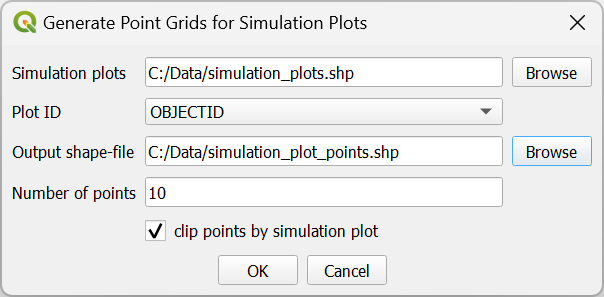 Generate Point Grids for Simulation Plots
Simulation plots C:/Data/simulation_plots.shp Browse
Plot ID OBJECTID
Output shape-file C:/Data/simulation_plot_points.shp Browse
Number of points 10
clip points by simulation plot
OK Cancel